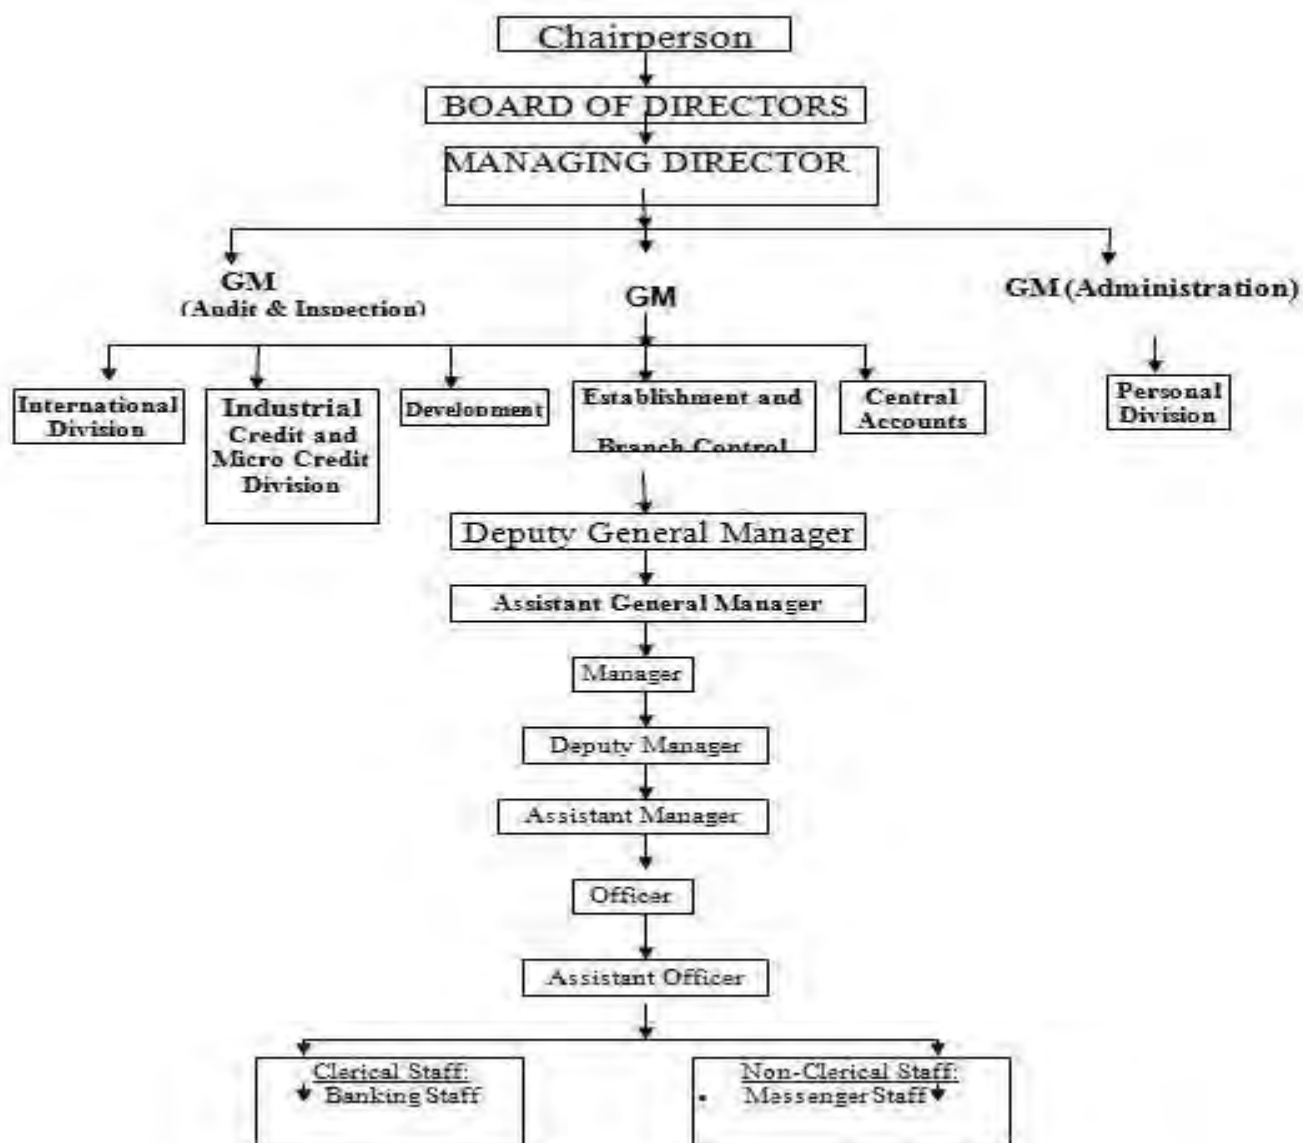 Chairperson
BOARD OF DIRECTORS
MANAGING DIRECTOR
GM
(Audit & Inspection)
GM
GM (Administration)
International
Division
Industrial
Credit and
Micro Credit
Division
Development
Establishment and
Branch Control
Central
Accounts
Personal
Division
Deputy General Manager
Assistant General Manager
Manager
Deputy Manager
Assistant Manager
Officer
Assistant Officer
Clerical Staff:
Banking Staff
Non-Clerical Staff:
• Messenger Staff